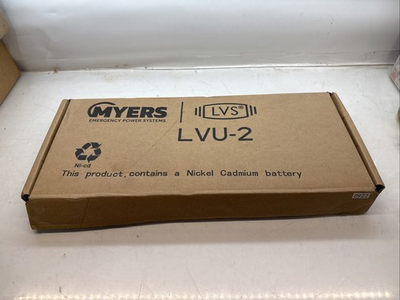 MYERS
EMERGENCY POWER SYSTEMS
LVS®
LVU-2
Ni-cd
This product contains a Nickel Cadmium battery